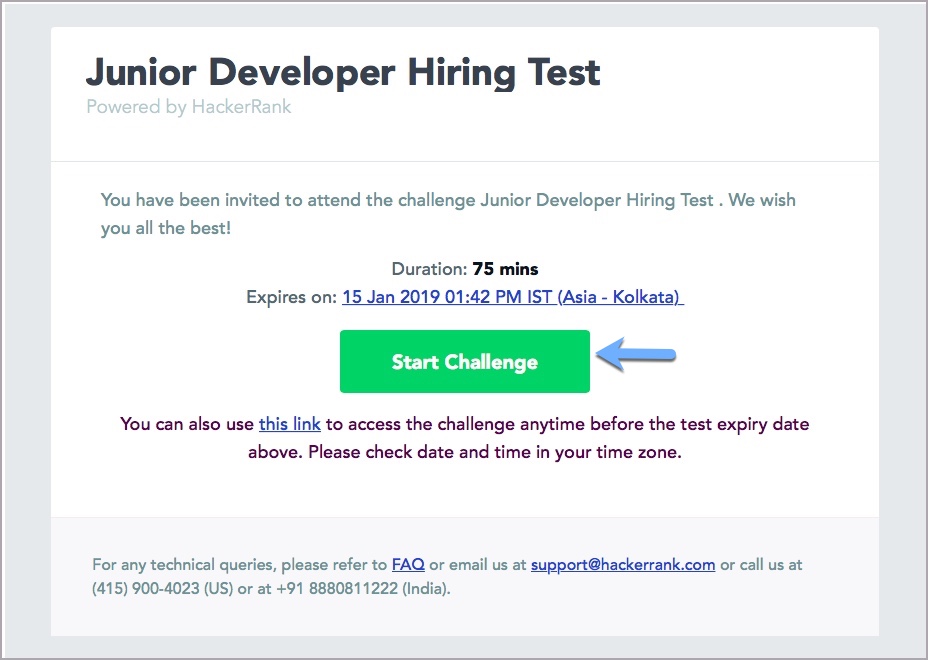 Junior Developer Hiring Test
Powered by HackerRank
You have been invited to attend the challenge Junior Developer Hiring Test . We wish
you all the best!
Duration: 75 mins
Expires on: 15 Jan 2019 01:42 PM IST (Asia - Kolkata)
Start Challenge
You can also use this link to access the challenge anytime before the test expiry date
above. Please check date and time in your time zone.
For any technical queries, please refer to FAQ or email us at support@hackerrank.com or call us at
(415) 900-4023 (US) or at +91 8880811222 (India).